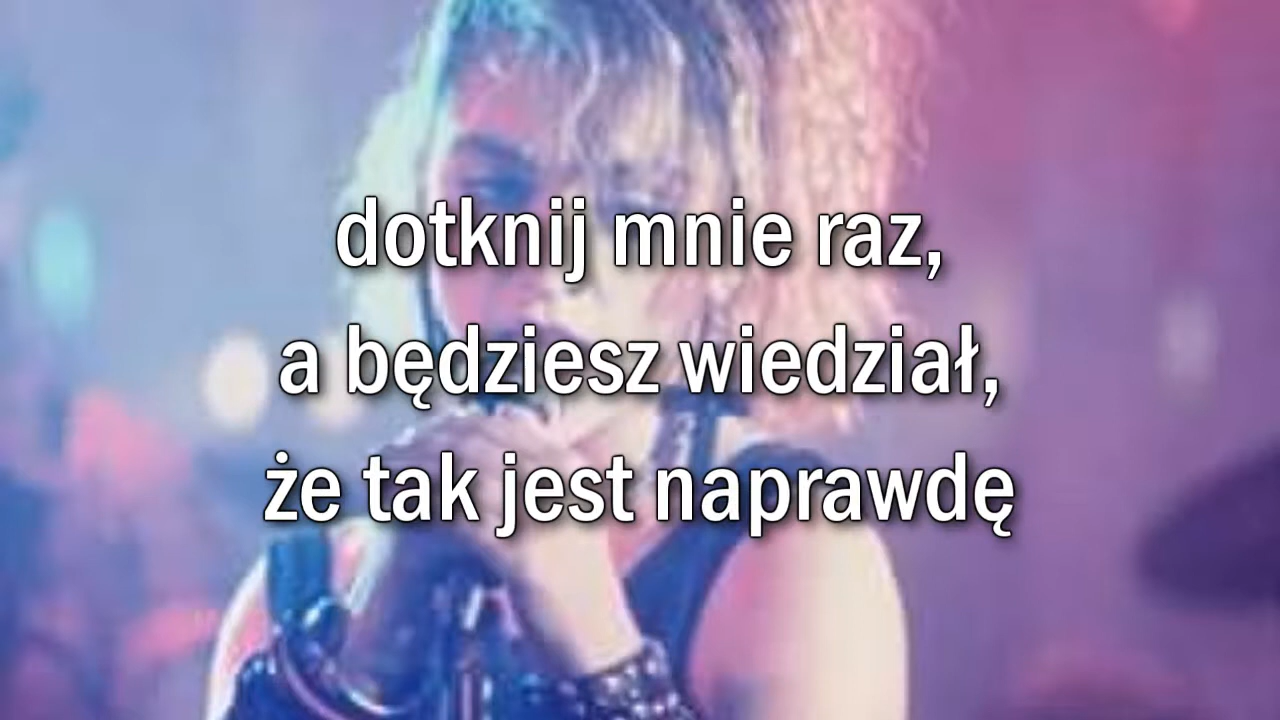 dotknij mnie raz,
a będziesz wiedział,
że tak jest naprawdę